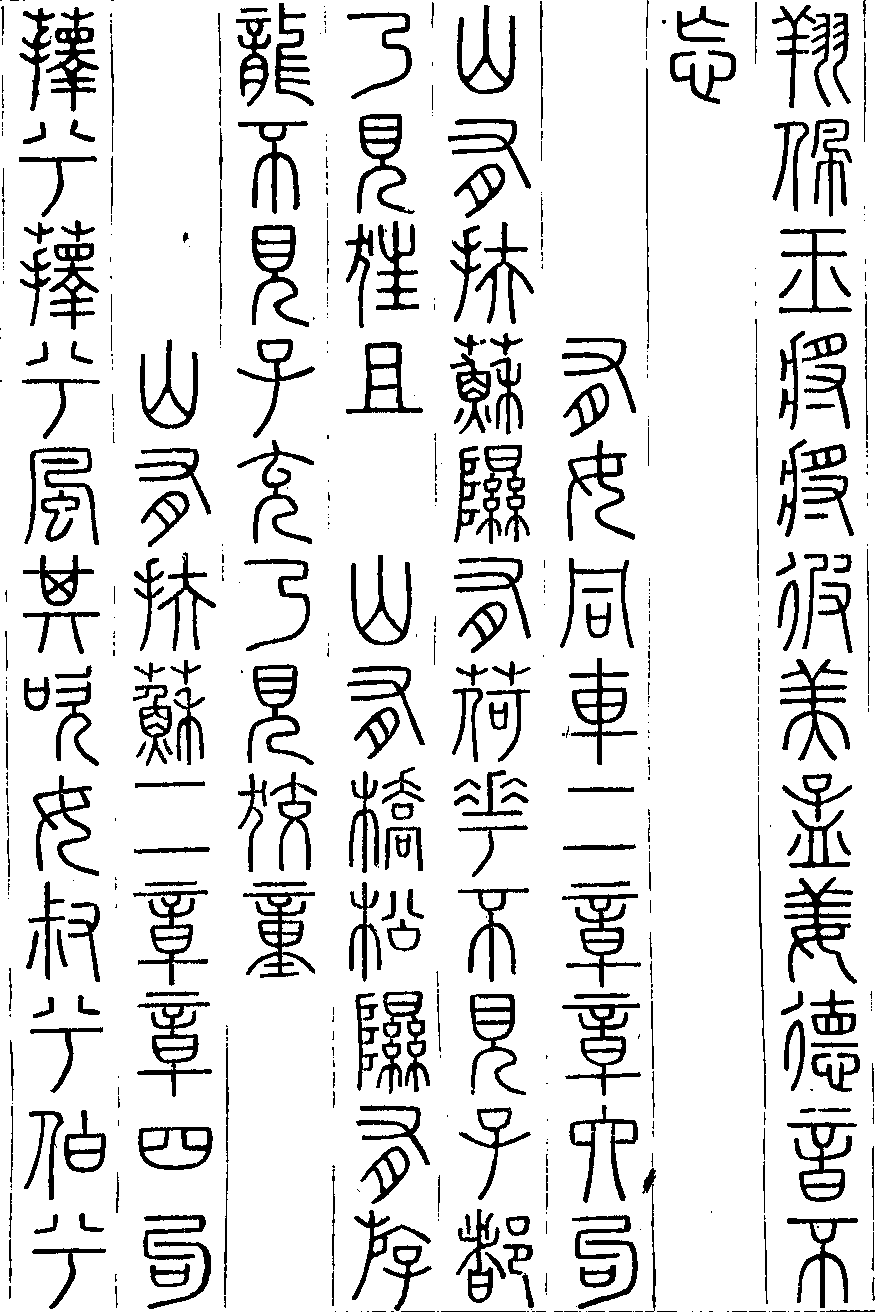 翔佩玉將將彼美孟姜德音不
忘
有女同車二章章六句
山有扶蘇隰有荷華不見子都
乃見狂且　山有橋松隰有游
龍不見子充乃見狡童
山有扶蘇二章章四句
蘀兮蘀兮風其吹女叔兮伯兮